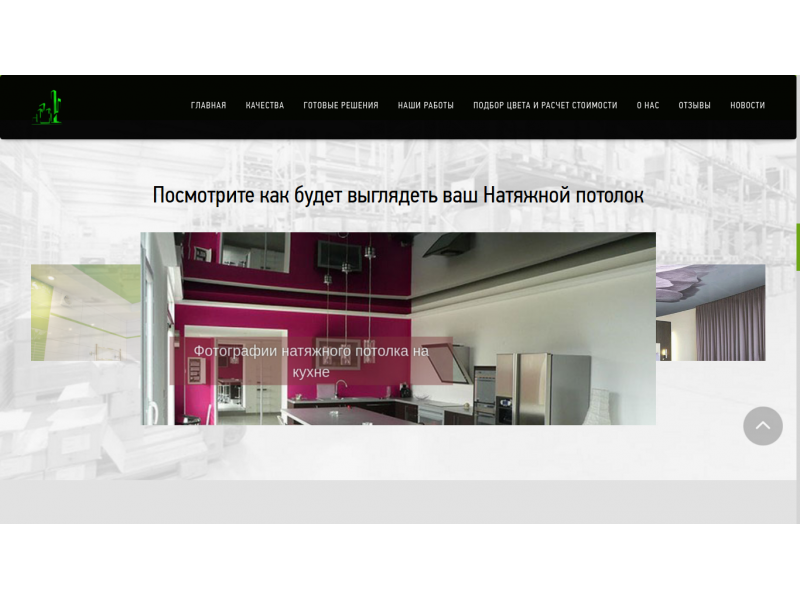 ГЛАВНАЯ КАЧЕСТВА ГОТОВЫЕ РЕШЕНИЯ НАШИ РАБОТЫ ПОДБОР ЦВЕТА И РАСЧЕТ СТОИМОСТИ О НАС ОТЗЫВЫ НОВОСТИ
Посмотрите как будет выглядеть ваш Натяжной потолок
Фотографии натяжного потолка на
кухне